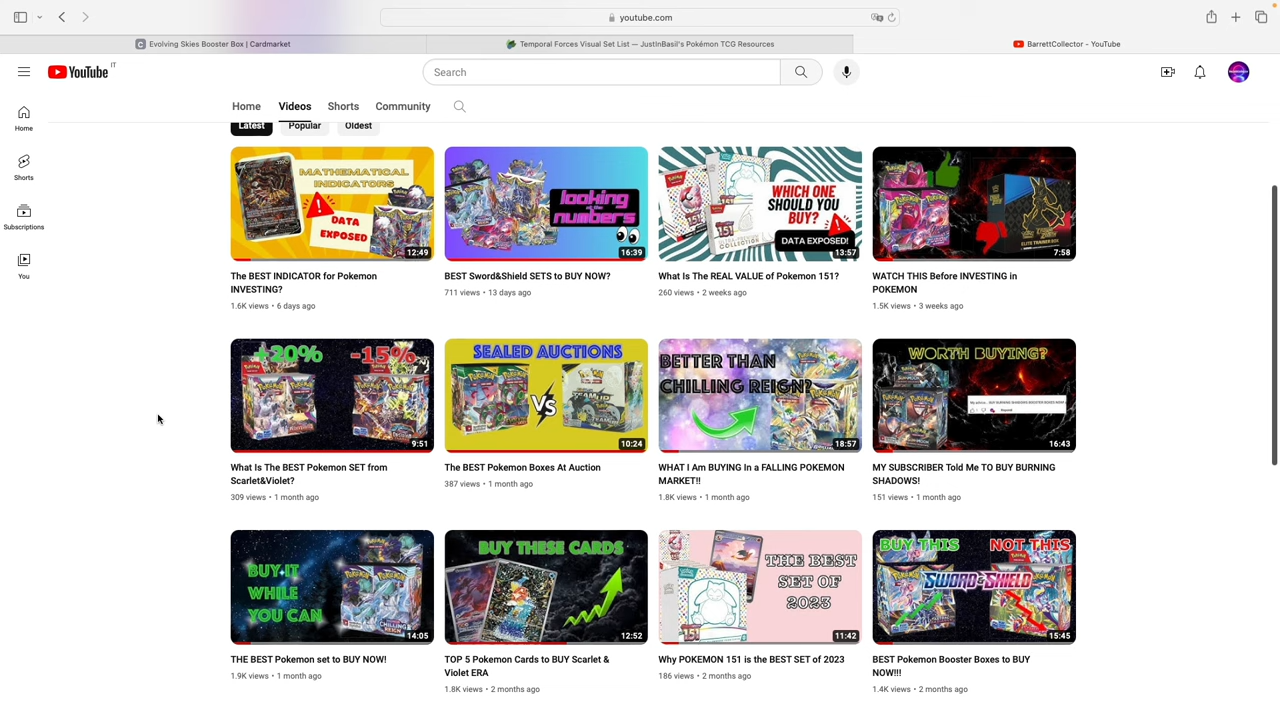 youtube.com
Evolving Skies Booster Box | Cardmarket
Temporal Forces Visual Set List — JustInBasil's Pokémon TCG Resources
BarrettCollector - YouTube
YouTube IT
Search
Home
Videos
Shorts
Community
Home
Shorts
Subscriptions
You
Latest
Popular
Oldest
MATHEMATICAL
INDICATORS
DATA
EXPOSED
12:49
looking
at the
numbers
16:39
WHICH ONE
SHOULD YOU
BUY?
DATA EXPOSED!
13:57
ELITE TRAINER BOX
7:58
The BEST INDICATOR for Pokemon
INVESTING?
1.6K views • 6 days ago
BEST Sword&Shield SETS to BUY NOW?
711 views • 13 days ago
What Is The REAL VALUE of Pokemon 151?
260 views • 2 weeks ago
WATCH THIS Before INVESTING in
POKEMON
1.5K views • 3 weeks ago
+20%
-15%
9:51
SEALED AUCTIONS
VS
10:24
BETTER THAN
CHILLING REIGN?
18:57
WORTH BUYING?
16:43
What Is The BEST Pokemon SET from
Scarlet&Violet?
309 views • 1 month ago
The BEST Pokemon Boxes At Auction
387 views • 1 month ago
WHAT I Am BUYING In a FALLING POKEMON
MARKET!!
1.8K views • 1 month ago
MY SUBSCRIBER Told Me TO BUY BURNING
SHADOWS!
151 views • 1 month ago
BUY IT
WHILE
YOU CAN
CHILLING REIGN
14:05
BUY THESE CARDS
12:52
THE BEST
SET OF
2023
11:42
BUY THIS
NOT THIS
SWORD & SHIELD
15:45
THE BEST Pokemon set to BUY NOW!
1.9K views • 1 month ago
TOP 5 Pokemon Cards to BUY Scarlet &
Violet ERA
1.8K views • 2 months ago
Why POKEMON 151 is the BEST SET of 2023
186 views • 2 months ago
BEST Pokemon Booster Boxes to BUY
NOW!!!
1.4K views • 2 months ago